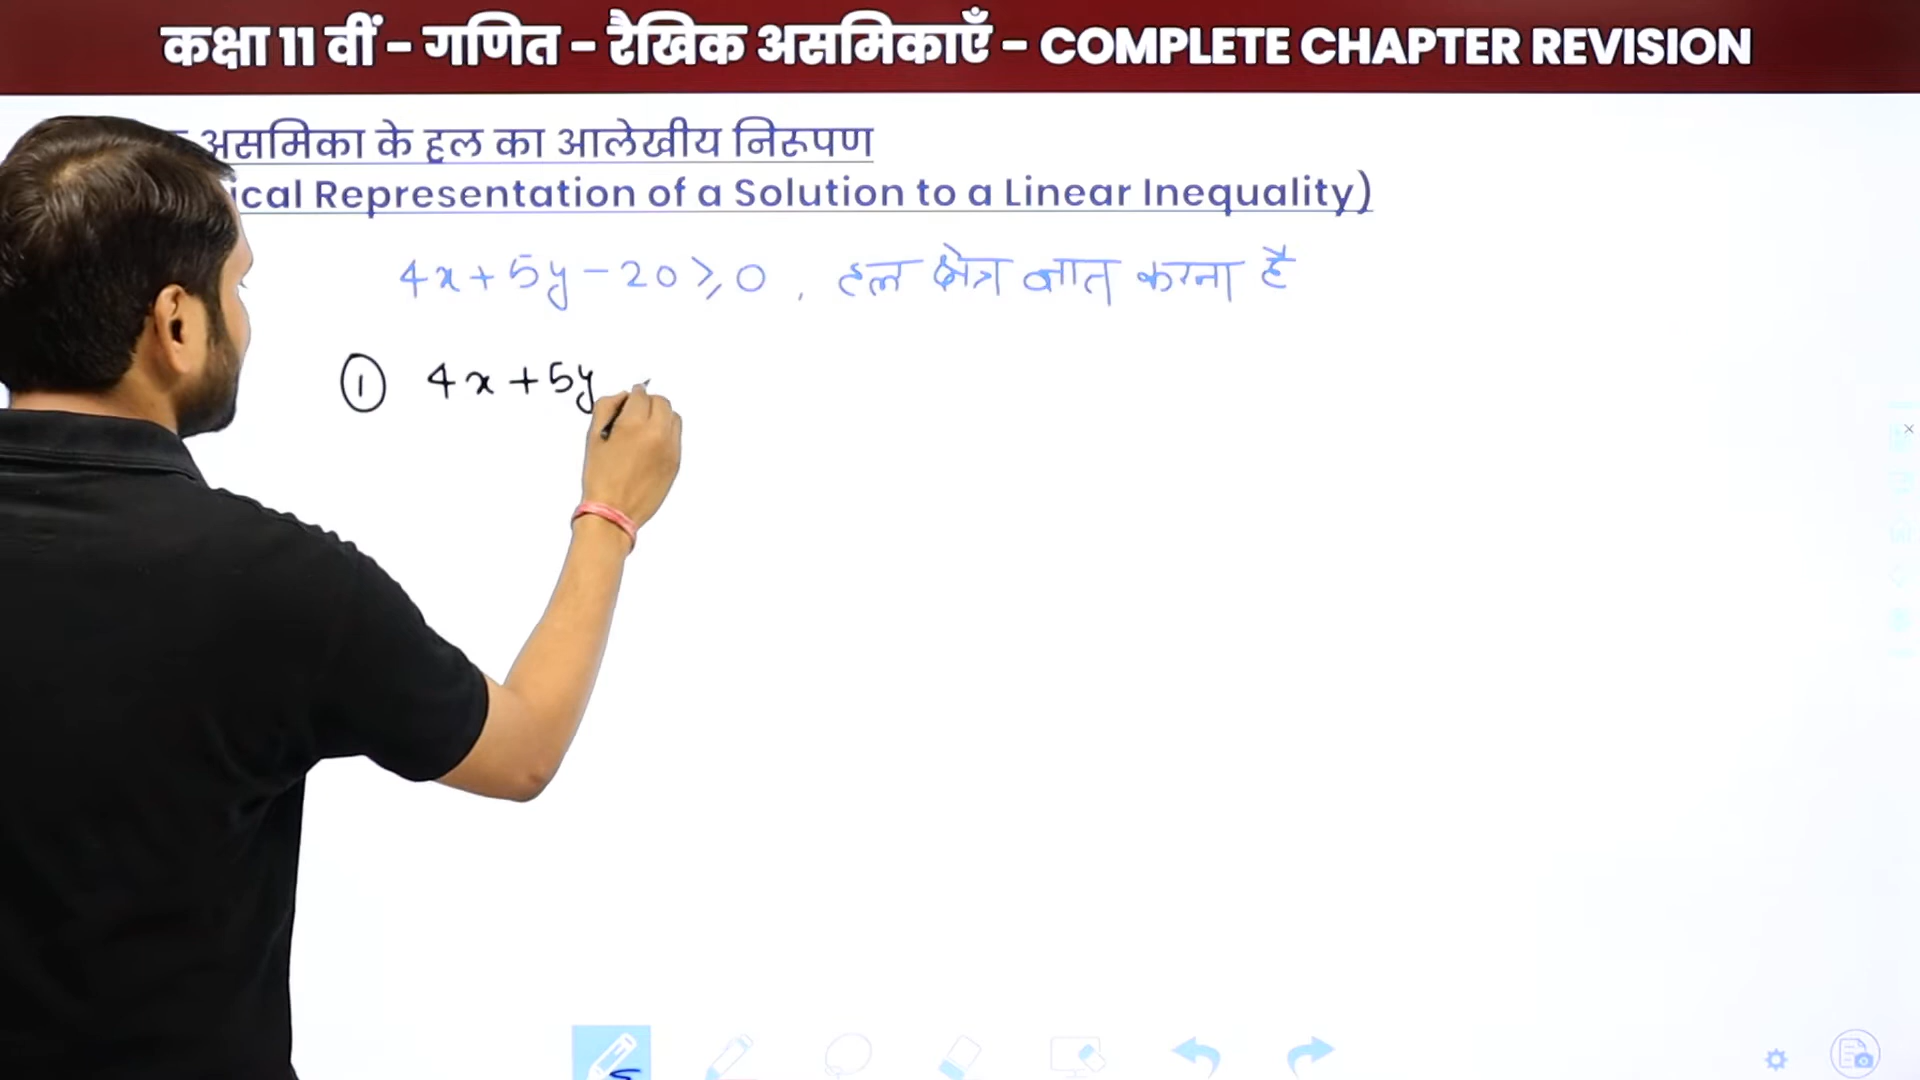 कक्षा 11 वीं - गणित - रैखिक असमिकाएँ - COMPLETE CHAPTER REVISION
असमिका के हल का आलेखीय निरूपण
ical Representation of a Solution to a Linear Inequality)
4x+5y-20⩾0, हल क्षेत्र ज्ञात करना है
① 4x+5y